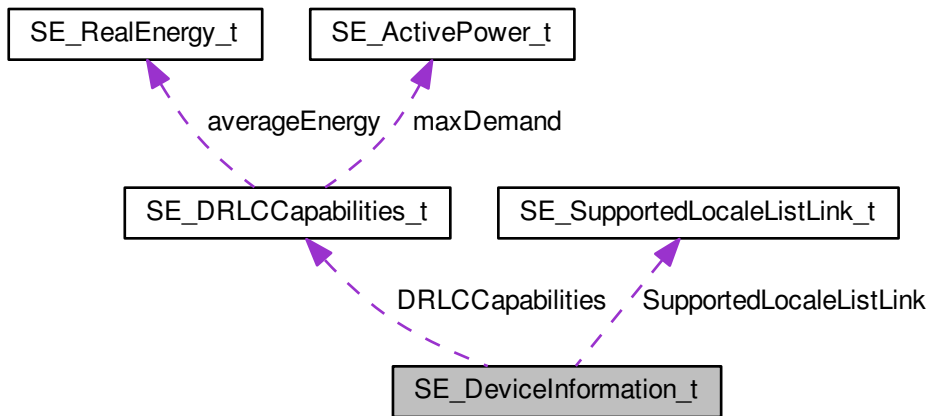 SE_RealEnergy_t
SE_ActivePower_t
averageEnergy
maxDemand
SE_DRLCCapabilities_t
SE_SupportedLocaleListLink_t
DRLCCapabilities
SupportedLocaleListLink
SE_DeviceInformation_t